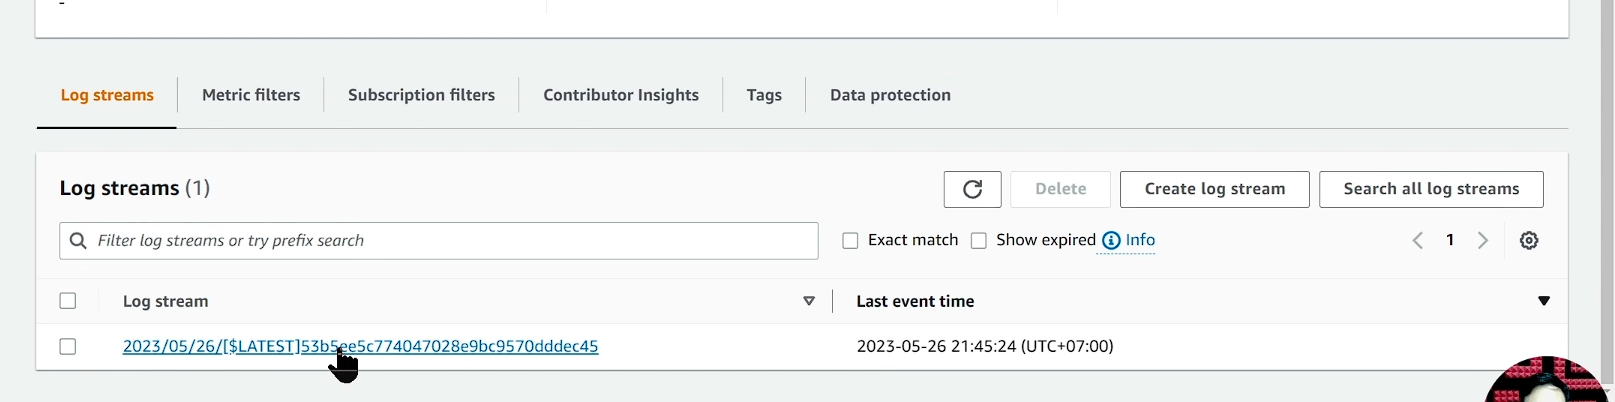 -
Log streams Metric filters Subscription filters Contributor Insights Tags Data protection
Log streams (1) Delete Create log stream Search all log streams
Filter log streams or try prefix search Exact match Show expired Info 1
Log stream Last event time
2023/05/26/[$LATEST]53b5ee5c774047028e9bc9570dddec45 2023-05-26 21:45:24 (UTC+07:00)